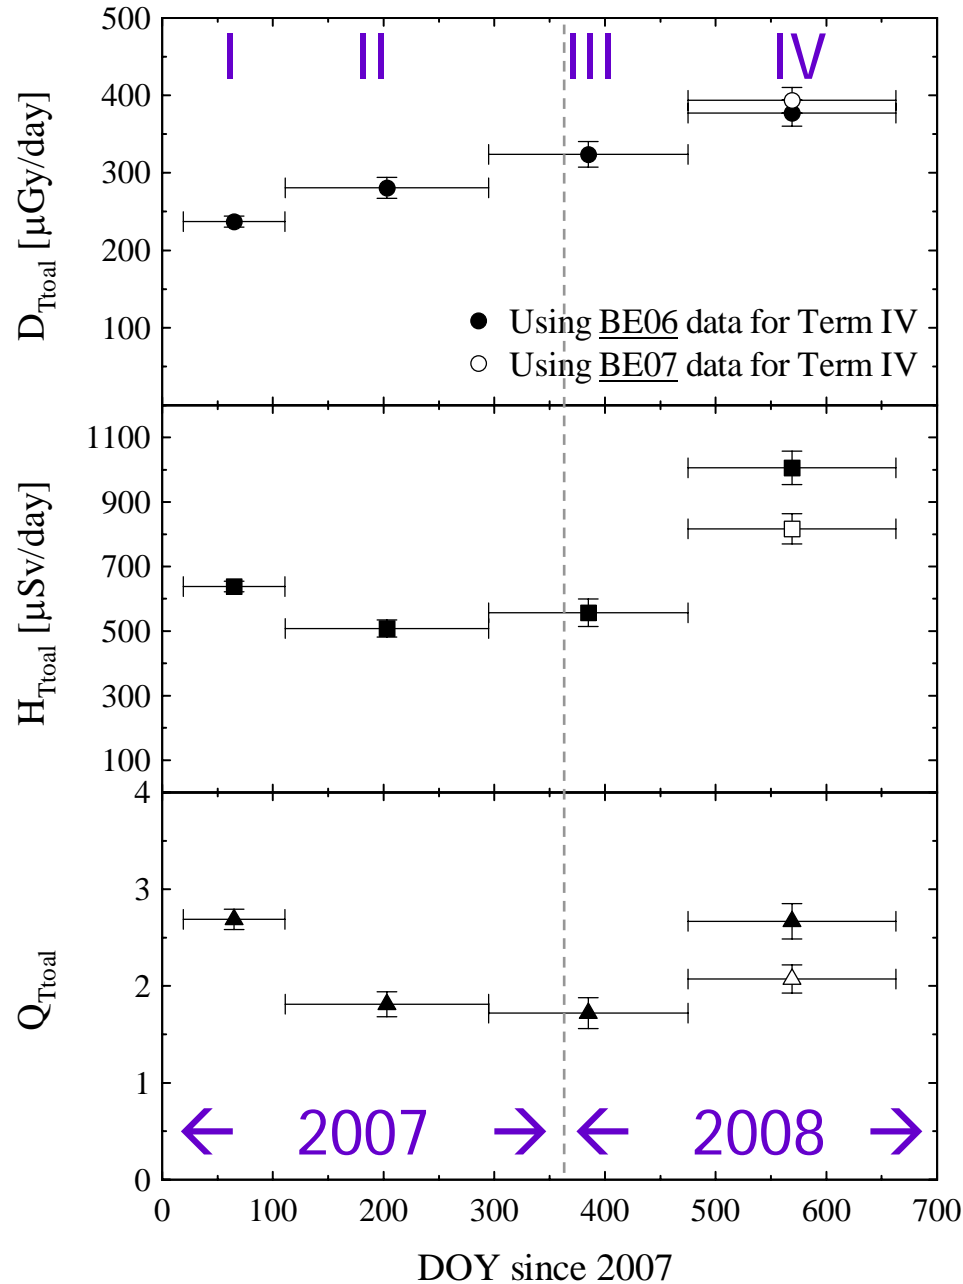 500
I II III IV
400
300
200
100
D_Ttoal [μGy/day]
● Using BE06 data for Term IV
○ Using BE07 data for Term IV
1100
900
700
500
300
100
H_Ttoal [μSv/day]
4
3
2
1
0
Q_Ttoal
← 2007 → ← 2008 →
0 100 200 300 400 500 600 700
DOY since 2007